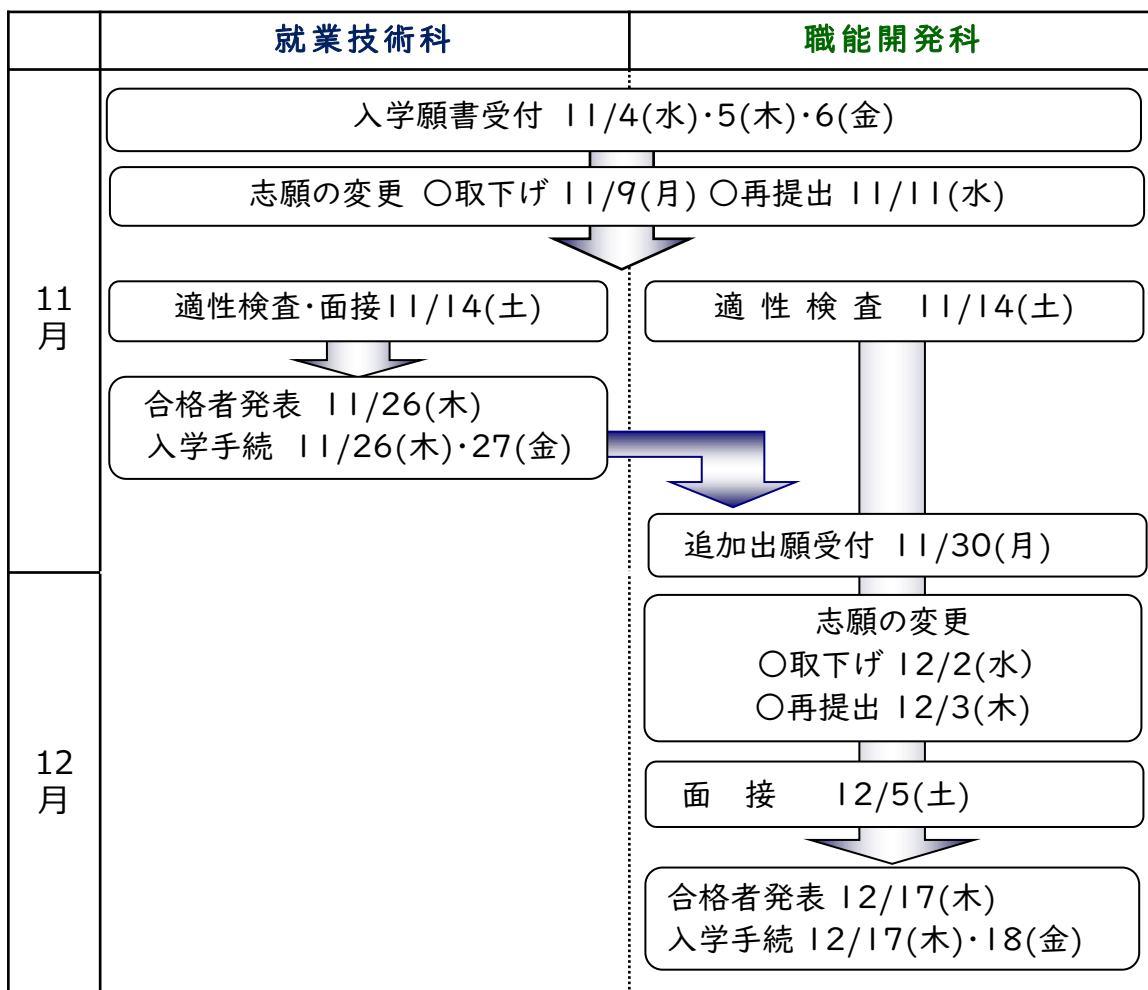 就業技術科
職能開発科
11
月
入学願書受付 11/4(水)・5(木)・6(金)
志願の変更 ○取下げ 11/9(月) ○再提出 11/11(水)
適性検査・面接11/14(土)
適性検査 11/14(土)
合格者発表 11/26(木)
入学手続 11/26(木)・27(金)
追加出願受付 11/30(月)
12
月
志願の変更
○取下げ 12/2(水)
○再提出 12/3(木)
面接 12/5(土)
合格者発表 12/17(木)
入学手続 12/17(木)・18(金)